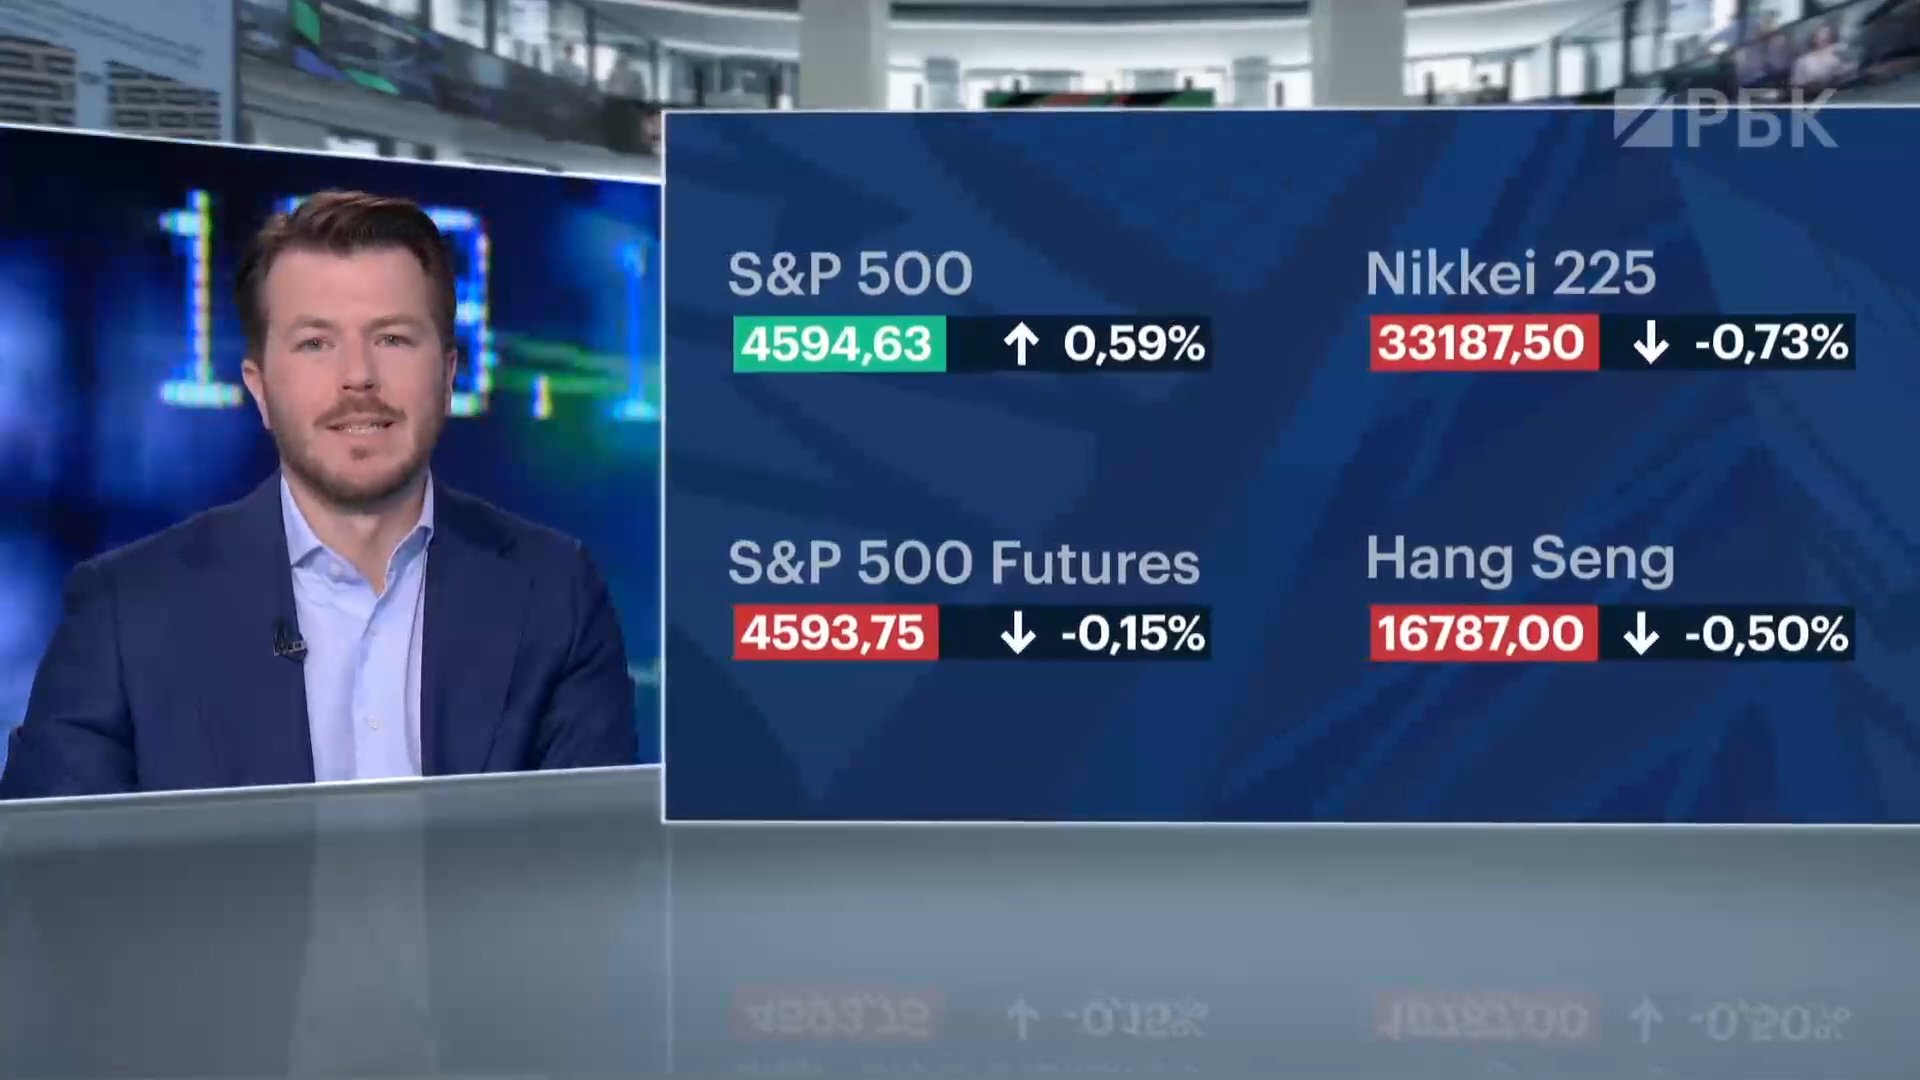 РБК
S&P 500
4594,63 ↑ 0,59%
Nikkei 225
33187,50 ↓ -0,73%
S&P 500 Futures
4593,75 ↓ -0,15%
Hang Seng
16787,00 ↓ -0,50%